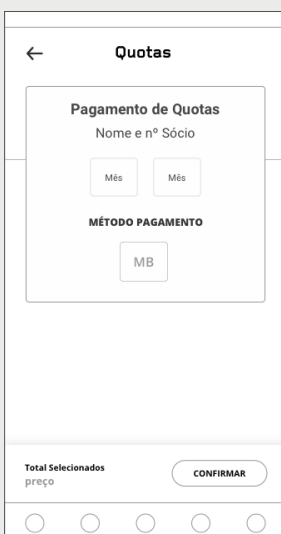 Quotas
Pagamento de Quotas
Nome e nº Sócio
Mês Mês
MÉTODO PAGAMENTO
MB
Total Selecionados
preço
CONFIRMAR